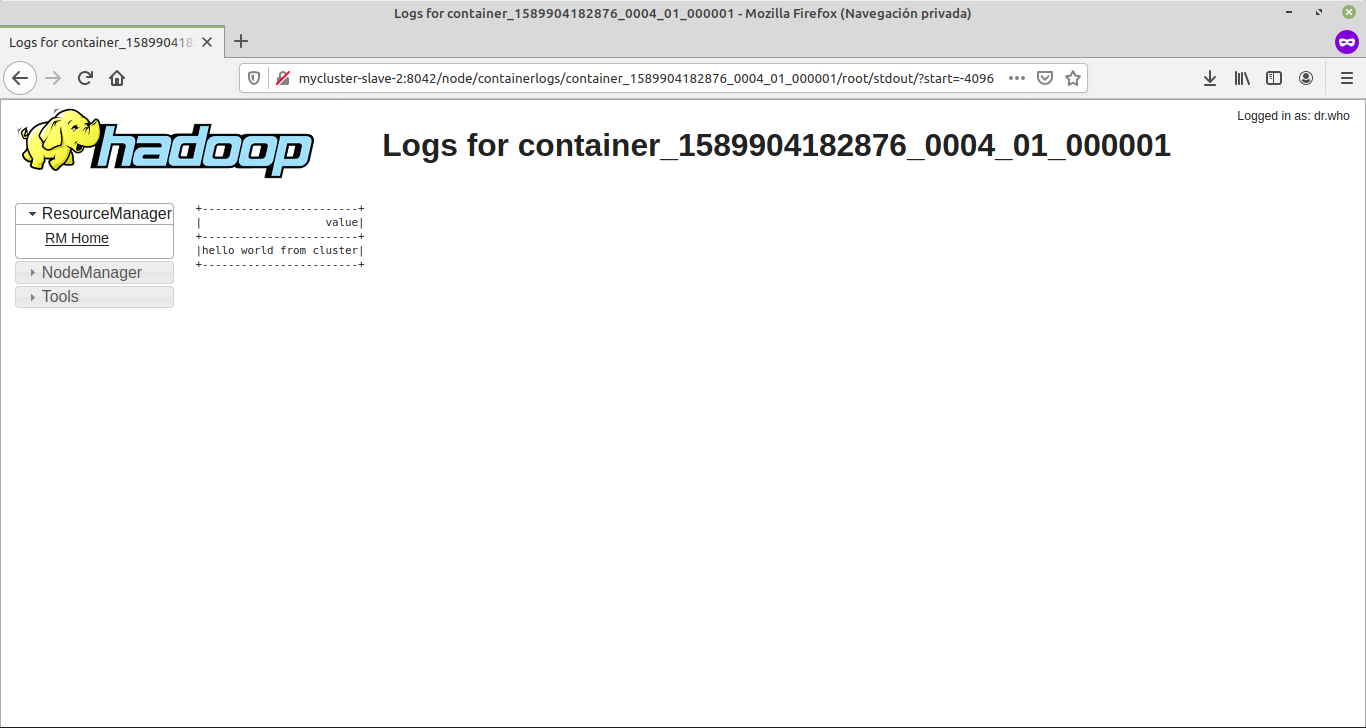 Logs for container_1589904182876_0004_01_000001 - Mozilla Firefox (Navegación privada)
Logs for container_158990418
mycluster-slave-2:8042/node/containerlogs/container_1589904182876_0004_01_000001/root/stdout/?start=-4096
Logged in as: dr.who
hadoop
Logs for container_1589904182876_0004_01_000001
ResourceManager
RM Home
NodeManager
Tools
+------------------------+
|                   value|
+------------------------+
|hello world from cluster|
+------------------------+